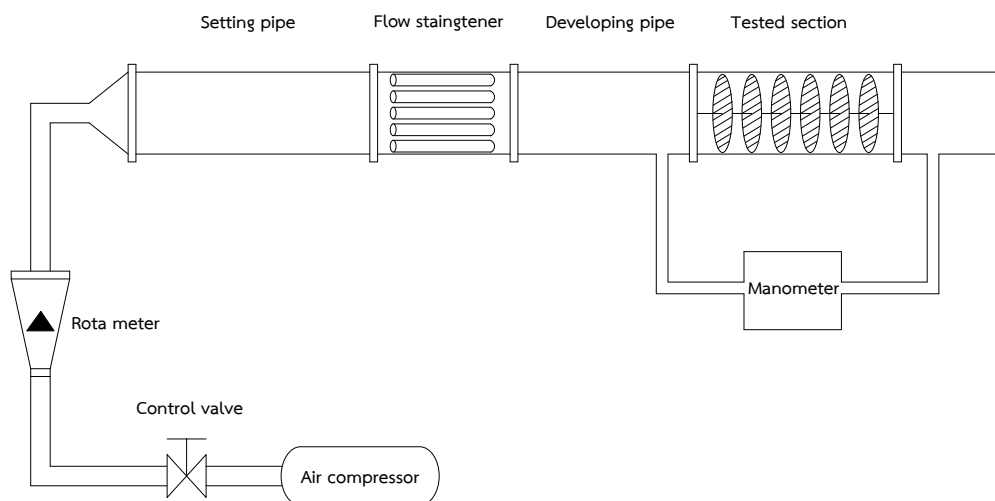 Setting pipe
Flow staingtener
Developing pipe
Tested section
Manometer
Rota meter
Control valve
Air compressor